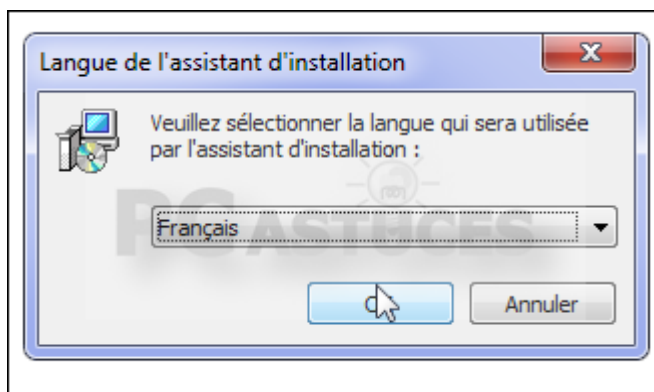 Langue de l'assistant d'installation
Veuillez sélectionner la langue qui sera utilisée
par l'assistant d'installation :
PC ASTUCES
Français
Annuler